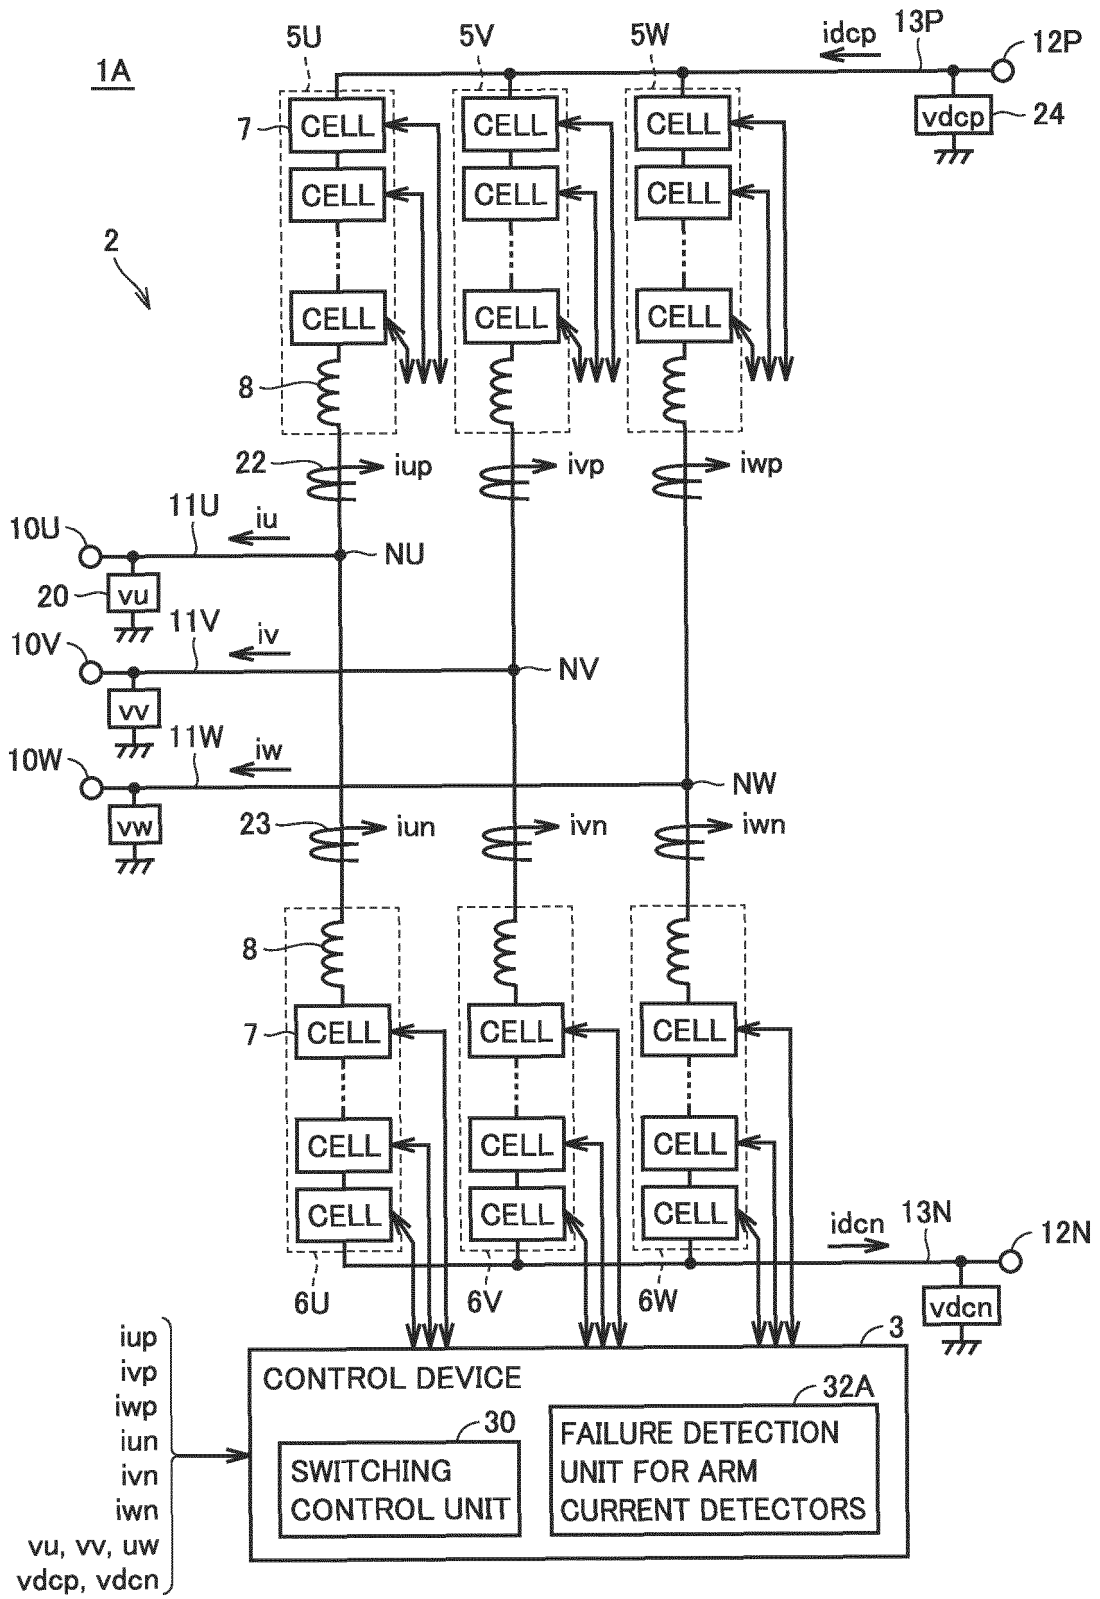 1A
5U
5V
5W
idcp
13P
12P
vdcp
24
7
CELL
CELL
CELL
CELL
CELL
CELL
2
CELL
CELL
CELL
8
22
iup
ivp
iwp
10U
11U
iu
NU
20
vu
10V
11V
iv
NV
vv
10W
11W
iw
NW
vw
23
iun
ivn
iwn
8
7
CELL
CELL
CELL
CELL
CELL
CELL
CELL
CELL
CELL
idcn
13N
12N
vdcn
6U
6V
6W
3
iup
ivp
iwp
iun
ivn
iwn
vu, vv, uw
vdcp, vdcn
CONTROL DEVICE
30
SWITCHING
CONTROL UNIT
32A
FAILURE DETECTION
UNIT FOR ARM
CURRENT DETECTORS